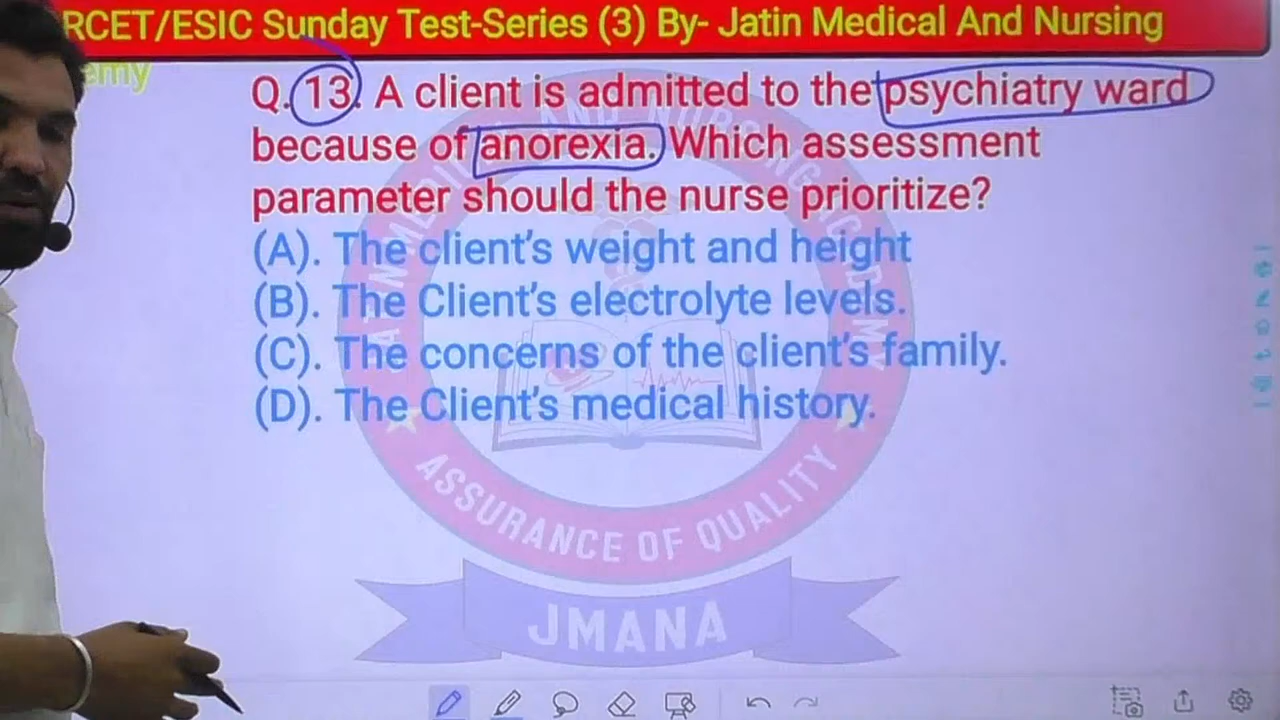 RCET/ESIC Sunday Test-Series (3) By- Jatin Medical And Nursing
emy
Q. 13. A client is admitted to the psychiatry ward
because of anorexia. Which assessment
parameter should the nurse prioritize?
(A). The client's weight and height
(B). The Client's electrolyte levels.
(C). The concerns of the client's family.
(D). The Client's medical history.
ASSURANCE OF QUALITY
JMANA